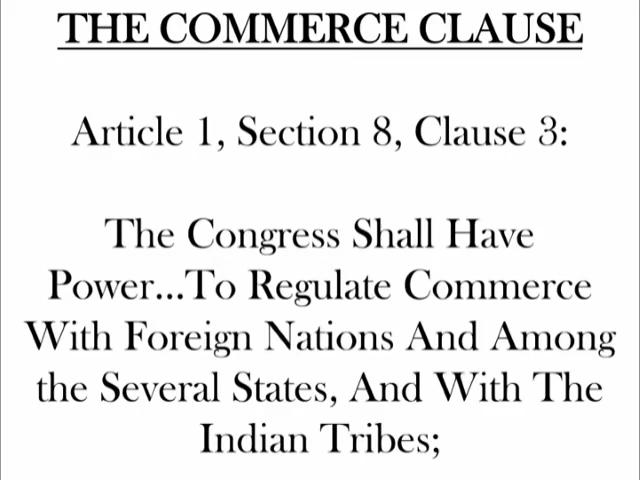 THE COMMERCE CLAUSE
Article 1, Section 8, Clause 3:
The Congress Shall Have
Power...To Regulate Commerce
With Foreign Nations And Among
the Several States, And With The
Indian Tribes;